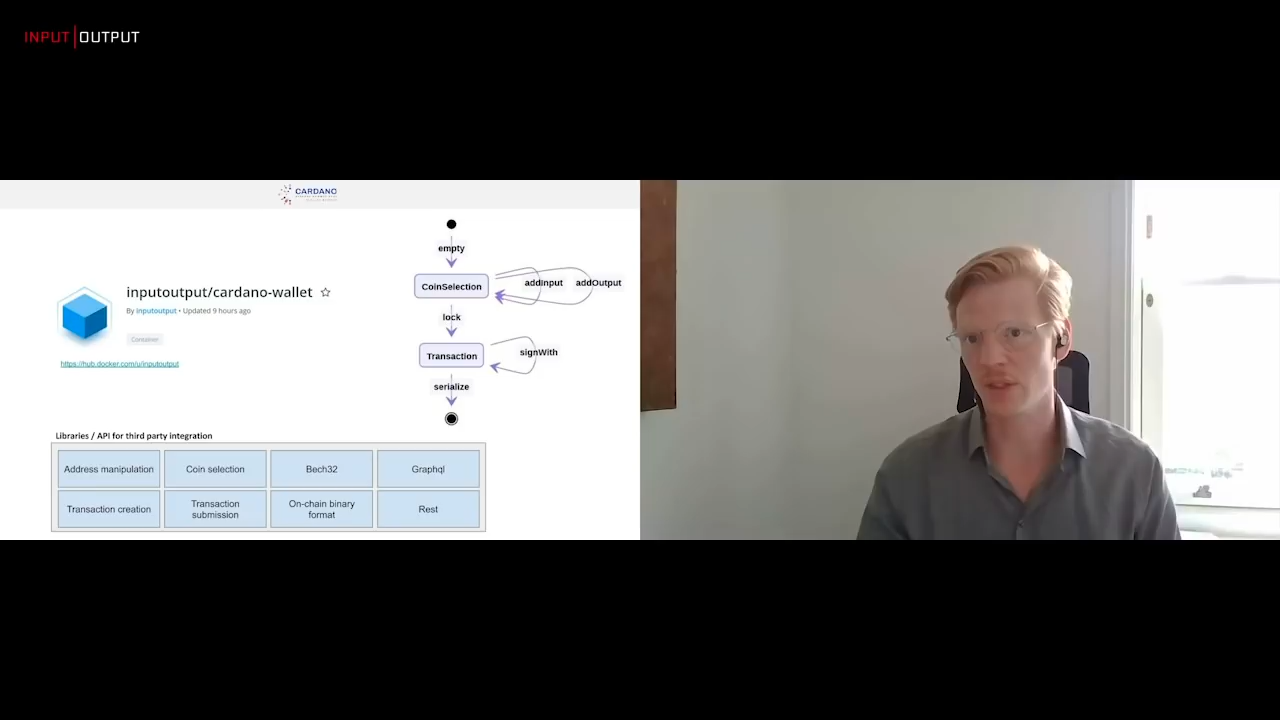 INPUT | OUTPUT
CARDANO
inputoutput/cardano-wallet
By inputoutput • Updated 9 hours ago
Container
https://hub.docker.com/u/inputoutput
empty
CoinSelection
addInput
addOutput
lock
Transaction
signWith
serialize
Libraries / API for third party integration
Address manipulation
Coin selection
Bech32
Graphql
Transaction creation
Transaction
submission
On-chain binary
format
Rest